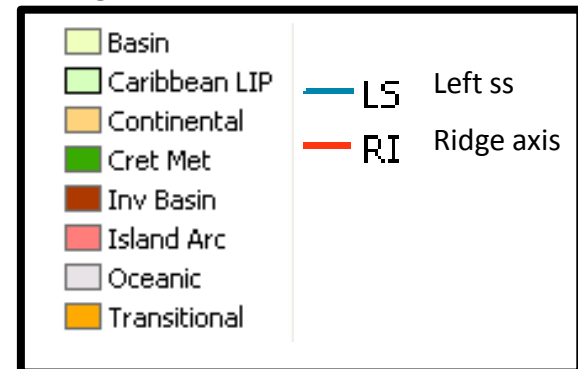 Basin
Caribbean LIP
Continental
Cret Met
Inv Basin
Island Arc
Oceanic
Transitional
LS Left ss
RI Ridge axis